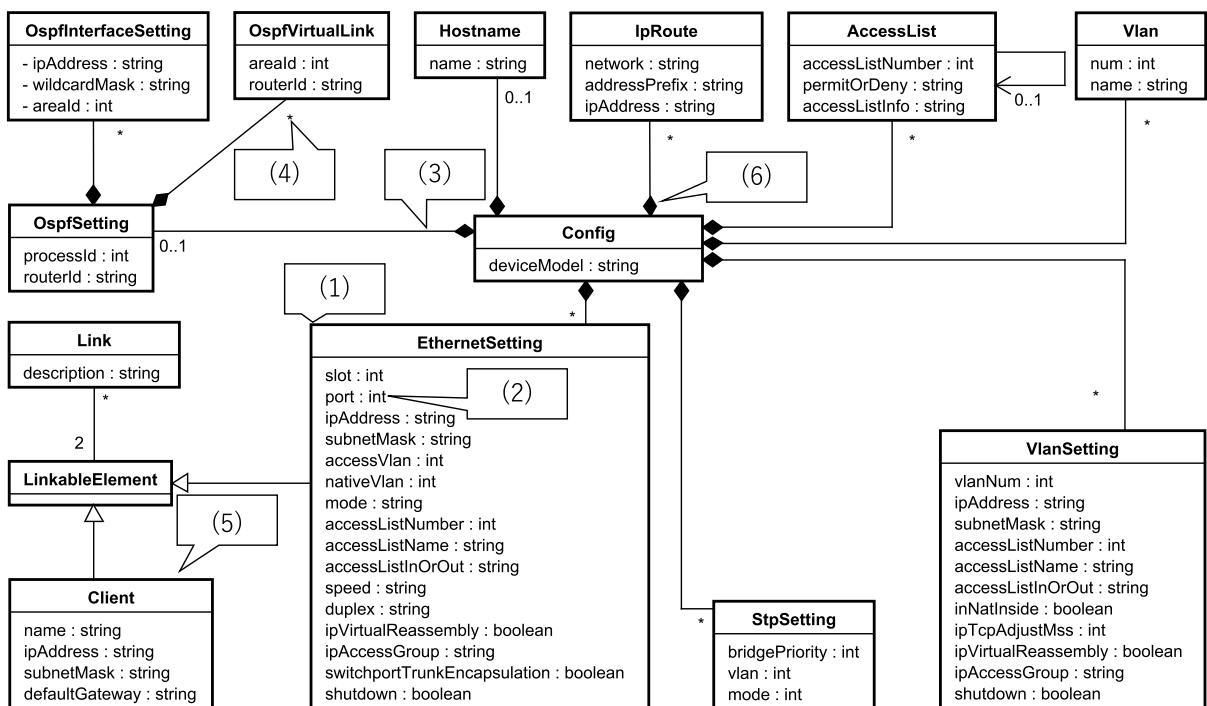 OspfInterfaceSetting
- ipAddress : string
- wildcardMask : string
- areaId : int
*
OspfVirtualLink
areaId : int
routerId : string
*
(4)
Hostname
name : string
0..1
(3)
IpRoute
network : string
addressPrefix : string
ipAddress : string
*
(6)
AccessList
accessListNumber : int
permitOrDeny : string
accessListInfo : string
0..1
*
Vlan
num : int
name : string
*
OspfSetting
processId : int
routerId : string
0..1
Config
deviceModel : string
(1)
*
Link
description : string
*
2
LinkableElement
(5)
Client
name : string
ipAddress : string
subnetMask : string
defaultGateway : string
EthernetSetting
slot : int
port : int
(2)
ipAddress : string
subnetMask : string
accessVlan : int
nativeVlan : int
mode : string
accessListNumber : int
accessListName : string
accessListInOrOut : string
speed : string
duplex : string
ipVirtualReassembly : boolean
ipAccessGroup : string
switchportTrunkEncapsulation : boolean
shutdown : boolean
*
StpSetting
bridgePriority : int
vlan : int
mode : int
*
VlanSetting
vlanNum : int
ipAddress : string
subnetMask : string
accessListNumber : int
accessListName : string
accessListInOrOut : string
inNatInside : boolean
ipTcpAdjustMss : int
ipVirtualReassembly : boolean
ipAccessGroup : string
shutdown : boolean